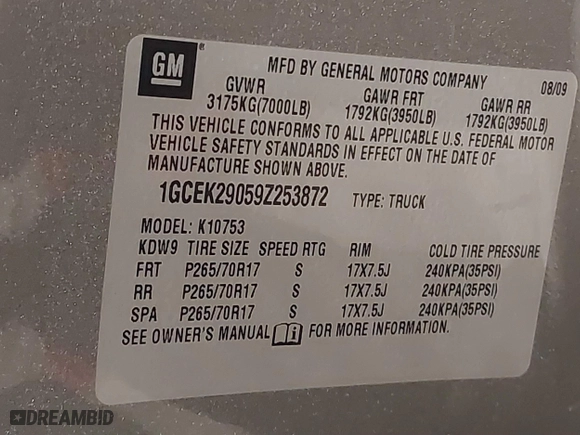 GM
MFD BY GENERAL MOTORS COMPANY 08/09
GVWR GAWR FRT GAWR RR
3175KG(7000LB) 1792KG(3950LB) 1792KG(3950LB)
THIS VEHICLE CONFORMS TO ALL APPLICABLE U.S. FEDERAL MOTOR
VEHICLE SAFETY STANDARDS IN EFFECT ON THE DATE OF
MANUFACTURE SHOWN ABOVE.
1GCEK29059Z253872 TYPE: TRUCK
MODEL: K10753
KDW9 TIRE SIZE SPEED RTG RIM COLD TIRE PRESSURE
FRT P265/70R17 S 17X7.5J 240KPA(35PSI)
RR P265/70R17 S 17X7.5J 240KPA(35PSI)
SPA P265/70R17 S 17X7.5J 240KPA(35PSI)
SEE OWNER'S MANUAL FOR MORE INFORMATION.
DREAMBID